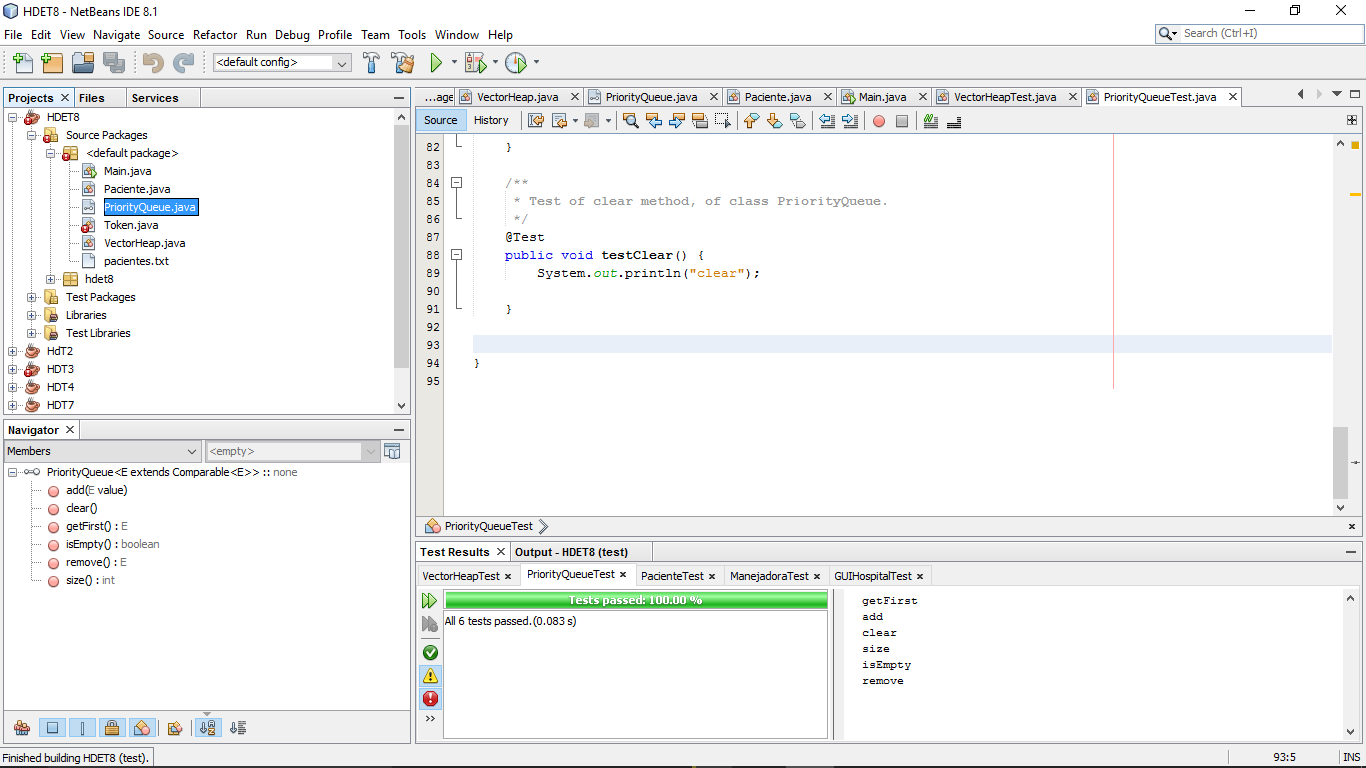 HDET8 - NetBeans IDE 8.1
File Edit View Navigate Source Refactor Run Debug Profile Team Tools Window Help
Search (Ctrl+I)
<default config>
Projects Files Services
HDET8
Source Packages
<default package>
Main.java
Paciente.java
PriorityQueue.java
Token.java
VectorHeap.java
pacientes.txt
hdet8
Test Packages
Libraries
Test Libraries
HdT2
HDT3
HDT4
HDT7
Navigator
Members <empty>
PriorityQueue<E extends Comparable<E>> :: none
add(E value)
clear()
getFirst() : E
isEmpty() : boolean
remove() : E
size() : int
...age VectorHeap.java PriorityQueue.java Paciente.java Main.java VectorHeapTest.java PriorityQueueTest.java
Source History
82 }
83
84 /**
85 * Test of clear method, of class PriorityQueue.
86 */
87 @Test
88 public void testClear() {
89 System.out.println("clear");
90
91 }
92
93
94 }
95
PriorityQueueTest
Test Results Output - HDET8 (test)
VectorHeapTest PriorityQueueTest PacienteTest ManejadoraTest GUIHospitalTest
Tests passed: 100.00 %
All 6 tests passed.(0.083 s)
getFirst
add
clear
size
isEmpty
remove
Finished building HDET8 (test).
93:5 INS